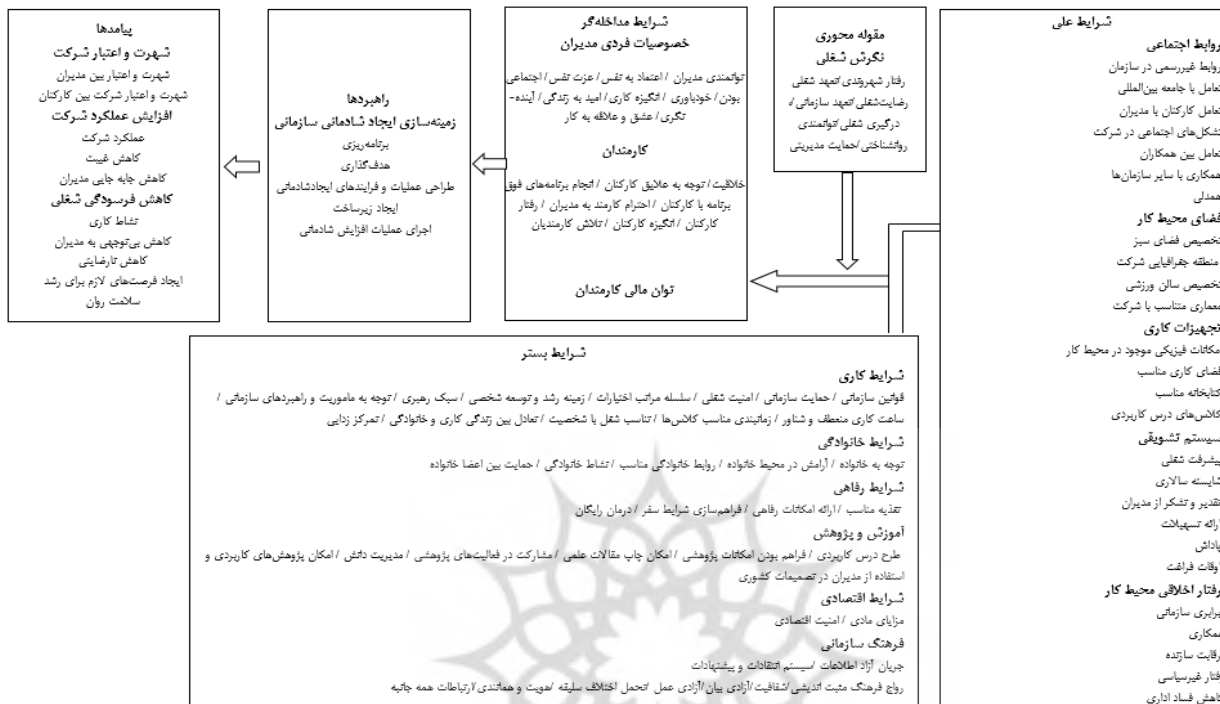 شرایط علی
روابط اجتماعی
روابط غیررسمی در سازمان
تعامل با جامعه بین‌المللی
تعامل کارکنان با مدیران
تشکل‌های اجتماعی در شرکت
تعامل بین همکاران
همکاری با سایر سازمان‌ها
همدلی
فضای محیط کار
تخصیص فضای سبز
منطقه جغرافیایی شرکت
تخصیص سالن ورزشی
معماری متناسب با شرکت
تجهیزات کاری
امکانات فیزیکی موجود در محیط کار
فضای کاری مناسب
کتابخانه مناسب
کلاس‌های درس کاربردی
سیستم تشویقی
پیشرفت شغلی
شایسته سالاری
تقدیر و تشکر از مدیران
ارائه تسهیلات
پاداش
اوقات فراغت
رفتار اخلاقی محیط کار
برابری سازمانی
همکاری
رقابت سازنده
رفتار غیرسیاسی
کاهش فساد اداری
مقوله محوری
نگرش شغلی
رفتار شهروندی/تعهد شغلی
رضایت‌شغلی/تعهد سازمانی/
درگیری شغلی/توانمندی
روانشناختی/حمایت مدیریتی
شرایط مداخله‌گر
خصوصیات فردی مدیران
توانمندی مدیران / اعتماد به نفس/ عزت نفس/ اجتماعی
بودن/ خودباوری / انگیزه کاری/ امید به زندگی/ آینده-
نگری/ عشق و علاقه به کار
کارمندان
خلاقیت/ توجه به علایق کارکنان / انجام برنامه‌های فوق
برنامه با کارکنان / احترام کارمند به مدیران / رفتار
کارکنان / انگیزه کارکنان / تلاش کارمندیان
توان مالی کارمندان
راهبردها
زمینه‌سازی ایجاد شادمانی سازمانی
برنامه‌ریزی
هدف‌گذاری
طراحی عملیات و فرایندهای ایجادشادمانی
ایجاد زیرساخت
اجرای عملیات افزایش شادمانی
پیامدها
شهرت و اعتبار شرکت
شهرت و اعتبار بین مدیران
شهرت و اعتبار شرکت بین کارکنان
افزایش عملکرد شرکت
عملکرد شرکت
کاهش غیبت
کاهش جابه جایی مدیران
کاهش فرسودگی شغلی
نشاط کاری
کاهش بی‌توجهی به مدیران
کاهش نارضایتی
ایجاد فرصت‌های لازم برای رشد
سلامت روان
شرایط بستر
شرایط کاری
قوانین سازمانی / حمایت سازمانی / امنیت شغلی / سلسله مراتب اختیارات / زمینه رشد و توسعه شخصی / سبک رهبری / توجه به ماموریت و راهبردهای سازمانی /
ساعت کاری منعطف و شناور / زمانبندی مناسب کلاس‌ها / تناسب شغل با شخصیت / تعادل بین زندگی کاری و خانوادگی / تمرکز زدایی
شرایط خانوادگی
توجه به خانواده / آرامش در محیط خانواده / روابط خانوادگی مناسب / نشاط خانوادگی / حمایت بین اعضا خانواده
شرایط رفاهی
تغذیه مناسب / ارائه امکانات رفاهی / فراهم‌سازی شرایط سفر / درمان رایگان
آموزش و پژوهش
طرح درس کاربردی / فراهم بودن امکانات پژوهشی / امکان چاپ مقالات علمی / مشارکت در فعالیت‌های پژوهشی / مدیریت دانش / امکان پژوهش‌های کاربردی و
استفاده از مدیران در تصمیمات کشوری
شرایط اقتصادی
مزایای مادی / امنیت اقتصادی
فرهنگ سازمانی
جریان آزاد اطلاعات /سیستم انتقادات و پیشنهادات
رواج فرهنگ مثبت اندیشی/شفافیت/آزادی بیان/آزادی عمل /تحمل اختلاف سلیقه /هویت و همانندی/ارتباطات همه جانبه